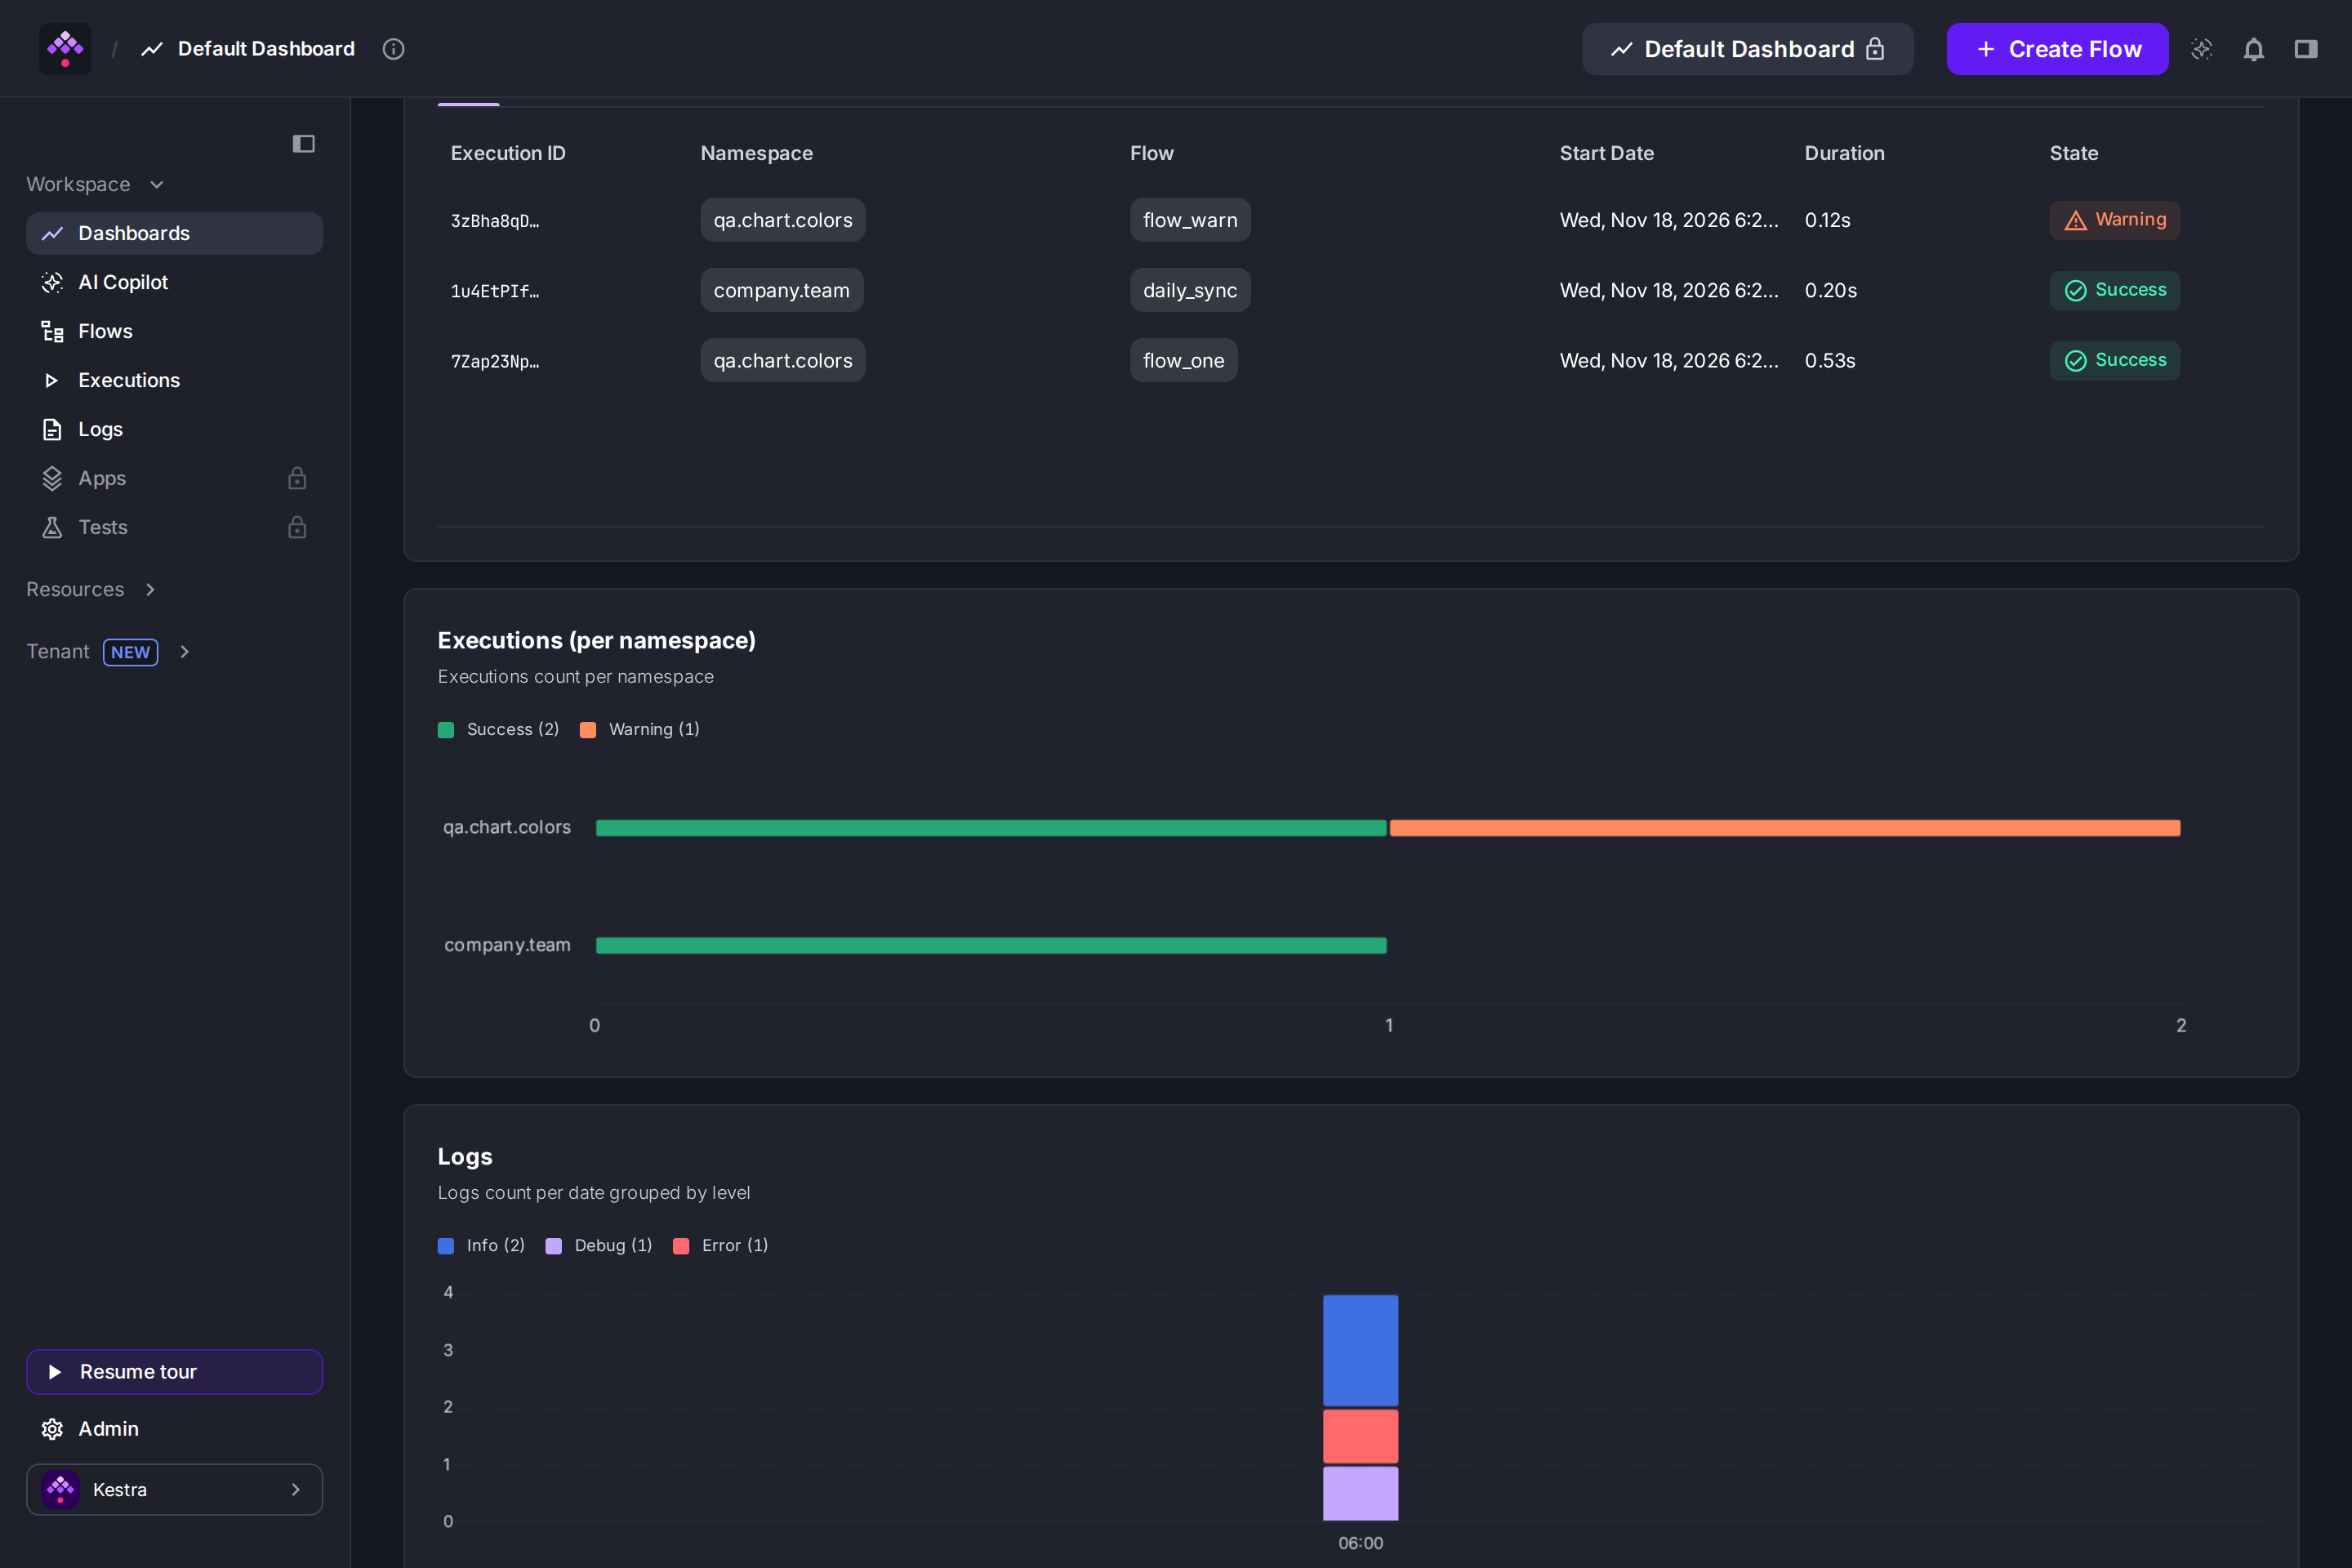 / Default Dashboard
Default Dashboard
+ Create Flow
Workspace
Dashboards
AI Copilot
Flows
Executions
Logs
Apps
Tests
Resources
Tenant NEW
Resume tour
Admin
Kestra
Execution ID Namespace Flow Start Date Duration State
3zBha8qD… qa.chart.colors flow_warn Wed, Nov 18, 2026 6:2... 0.12s Warning
1u4EtPIf… company.team daily_sync Wed, Nov 18, 2026 6:2... 0.20s Success
7Zap23Np… qa.chart.colors flow_one Wed, Nov 18, 2026 6:2... 0.53s Success
Executions (per namespace)
Executions count per namespace
Success (2) Warning (1)
qa.chart.colors
company.team
0 1 2
Logs
Logs count per date grouped by level
Info (2) Debug (1) Error (1)
4
3
2
1
0
06:00